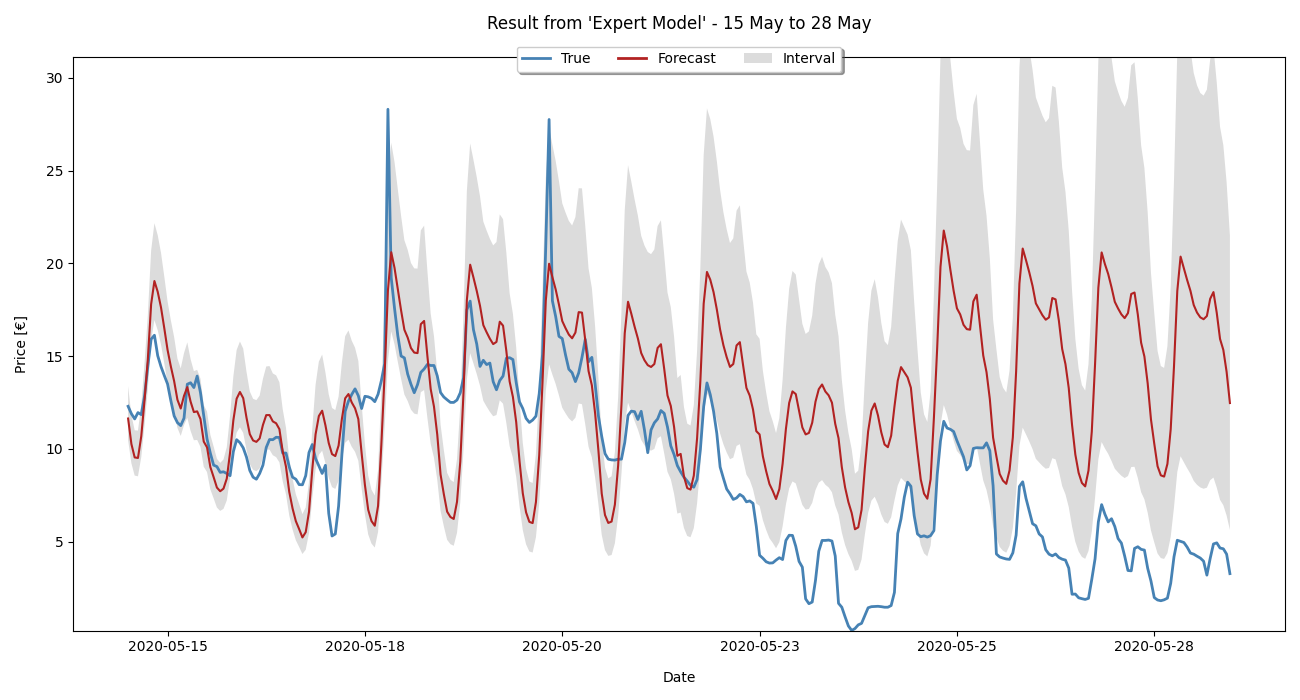 Result from 'Expert Model' - 15 May to 28 May
True Forecast Interval
30
25
20
15
10
5
Price [€]
2020-05-15 2020-05-18 2020-05-20 2020-05-23 2020-05-25 2020-05-28
Date